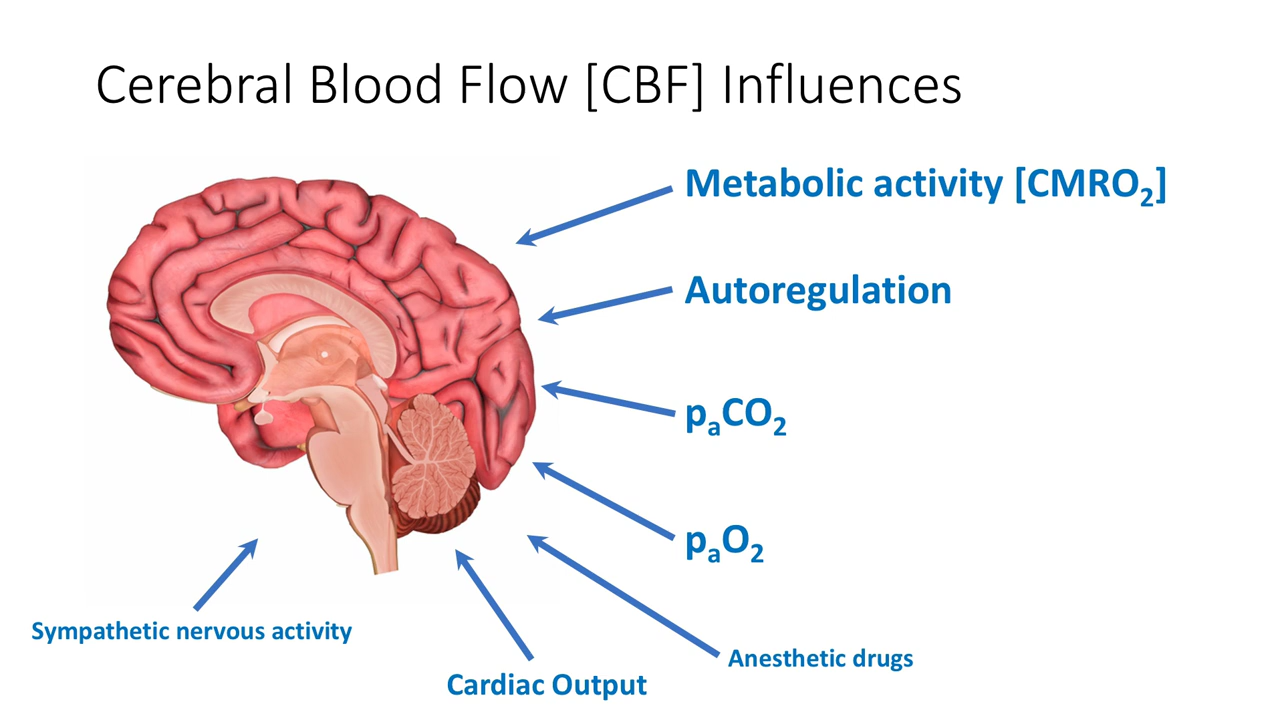 Cerebral Blood Flow [CBF] Influences
Metabolic activity [CMRO₂]
Autoregulation
pₐCO₂
pₐO₂
Sympathetic nervous activity
Anesthetic drugs
Cardiac Output